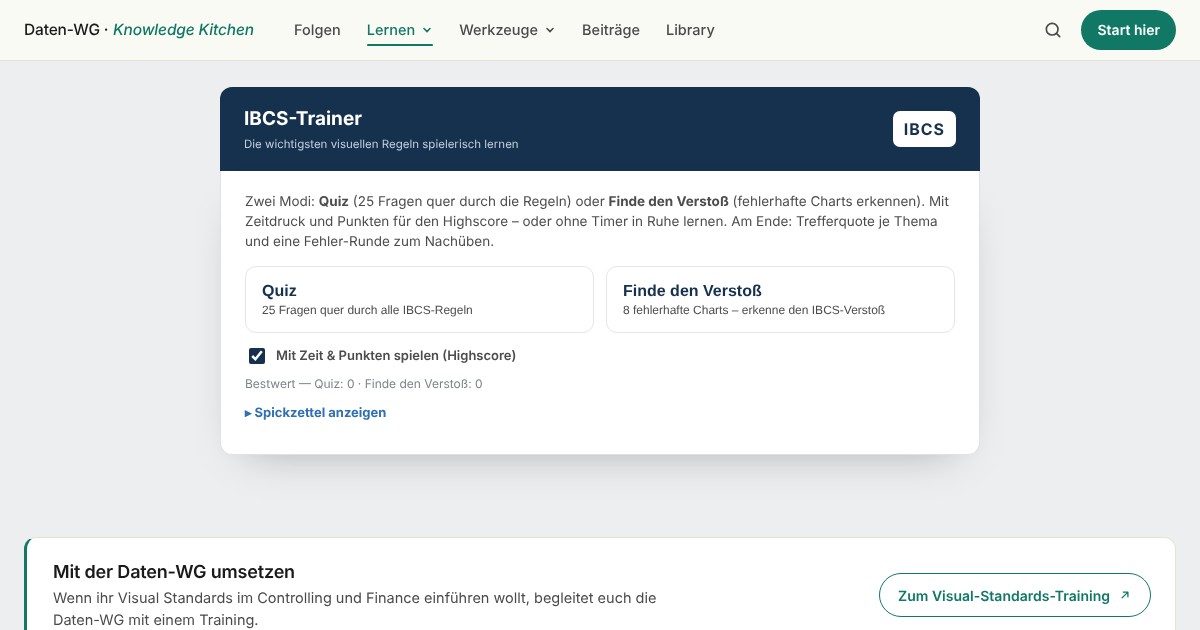 Daten-WG · Knowledge Kitchen
Folgen
Lernen
Werkzeuge
Beiträge
Library
Start hier
IBCS-Trainer
Die wichtigsten visuellen Regeln spielerisch lernen
IBCS
Zwei Modi: Quiz (25 Fragen quer durch die Regeln) oder Finde den Verstoß (fehlerhafte Charts erkennen). Mit
Zeitdruck und Punkten für den Highscore – oder ohne Timer in Ruhe lernen. Am Ende: Trefferquote je Thema
und eine Fehler-Runde zum Nachüben.
Quiz
25 Fragen quer durch alle IBCS-Regeln
Finde den Verstoß
8 fehlerhafte Charts – erkenne den IBCS-Verstoß
Mit Zeit & Punkten spielen (Highscore)
Bestwert — Quiz: 0 · Finde den Verstoß: 0
▸ Spickzettel anzeigen
Mit der Daten-WG umsetzen
Wenn ihr Visual Standards im Controlling und Finance einführen wollt, begleitet euch die
Daten-WG mit einem Training.
Zum Visual-Standards-Training ↗